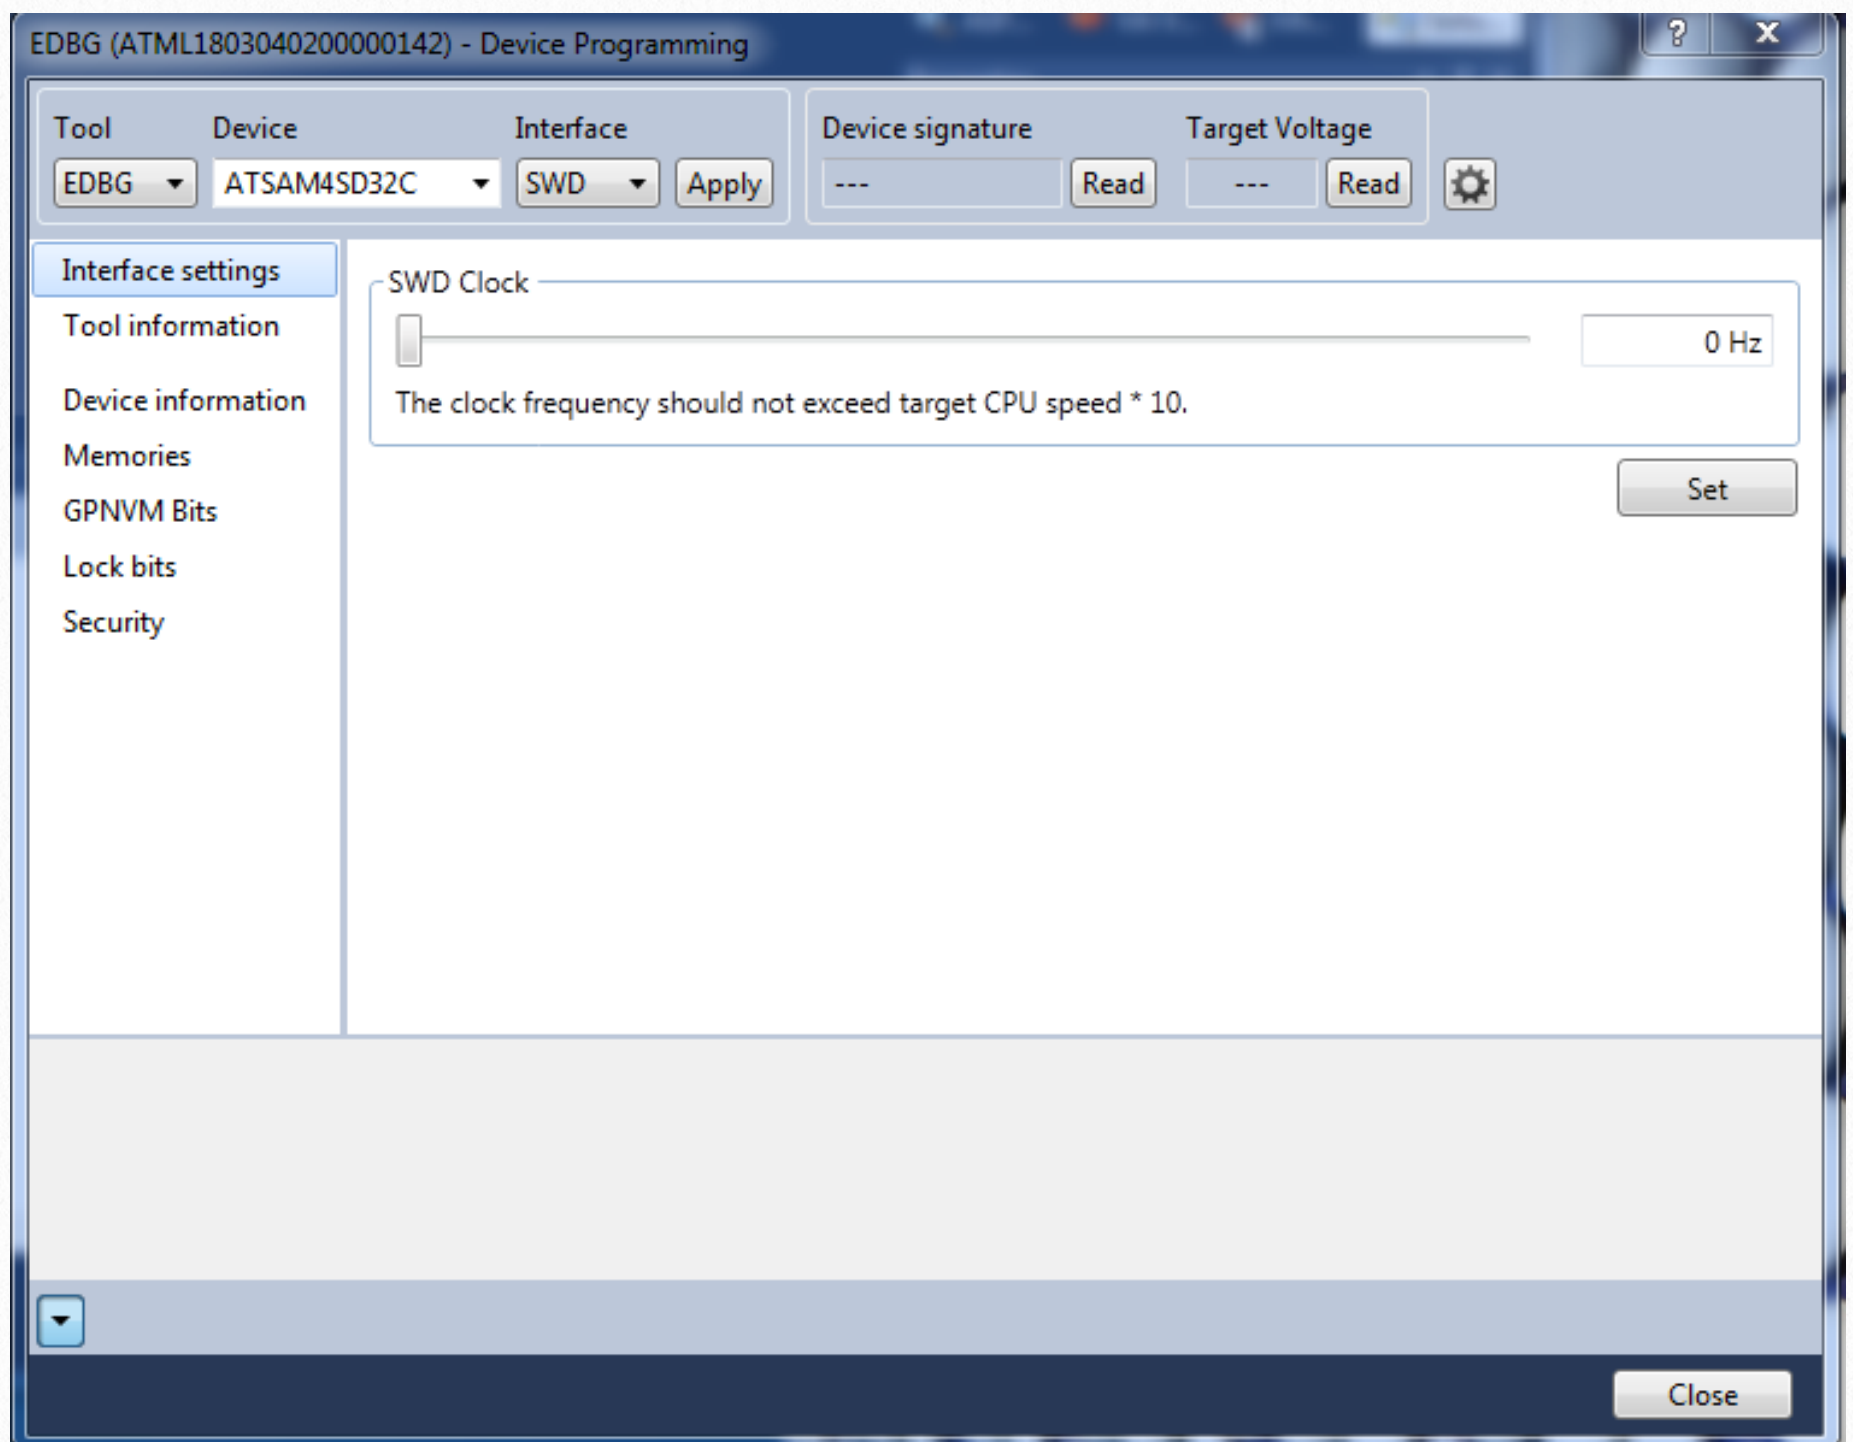 EDBG (ATML1803040200000142) - Device Programming
? x
Tool Device Interface Device signature Target Voltage
EDBG ATSAM4SD32C SWD Apply --- Read --- Read
Interface settings
Tool information
Device information
Memories
GPNVM Bits
Lock bits
Security
SWD Clock
0 Hz
The clock frequency should not exceed target CPU speed * 10.
Set
Close